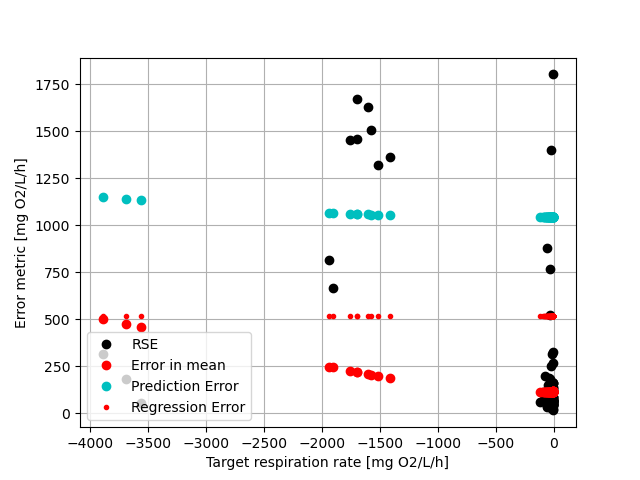 1750
1500
1250
1000
750
500
250
0
Error metric [mg O2/L/h]
RSE
Error in mean
Prediction Error
Regression Error
−4000 −3500 −3000 −2500 −2000 −1500 −1000 −500 0
Target respiration rate [mg O2/L/h]